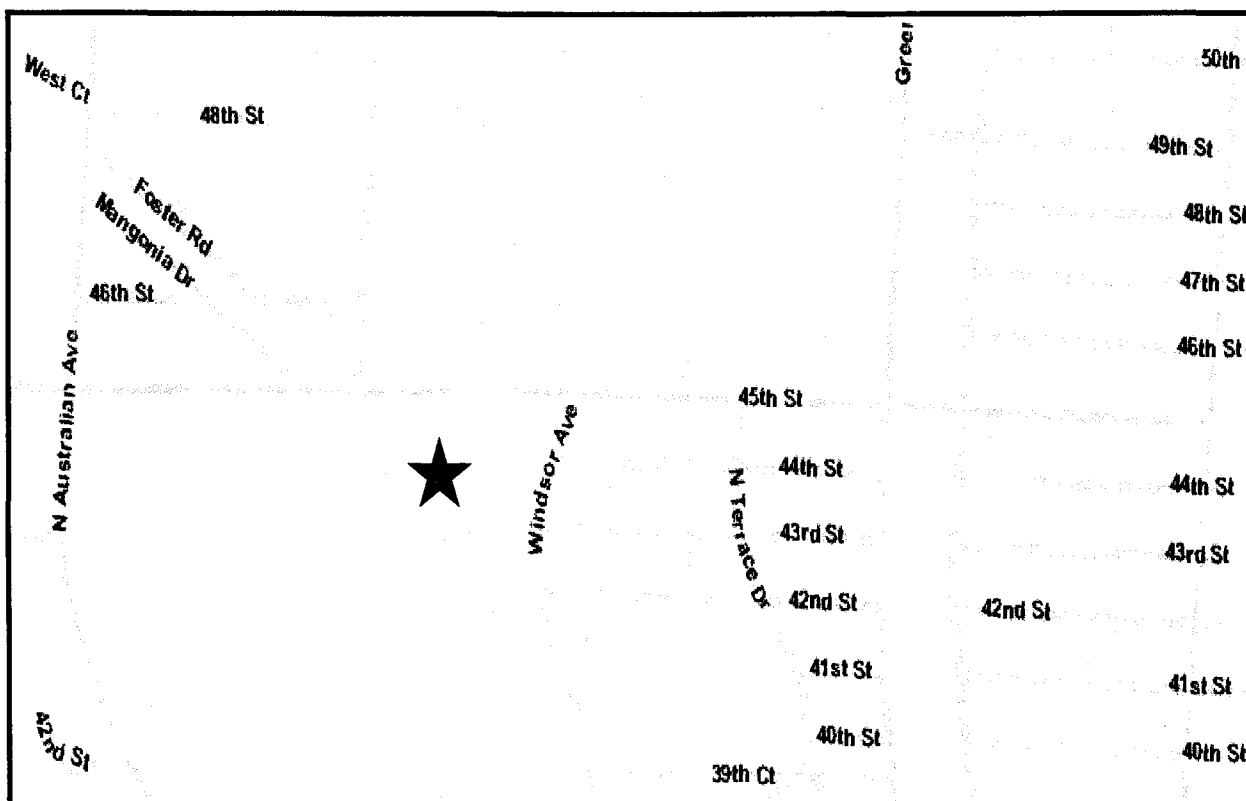 50th
Greer
West Ct
48th St
49th St
Foster Rd
48th St
Mangonia Dr
47th St
46th St
46th St
N Australian Ave
45th St
Windsor Ave
44th St
N Terrace Dr
44th St
43rd St
43rd St
42nd St
42nd St
41st St
41st St
42nd St
40th St
40th St
39th Ct